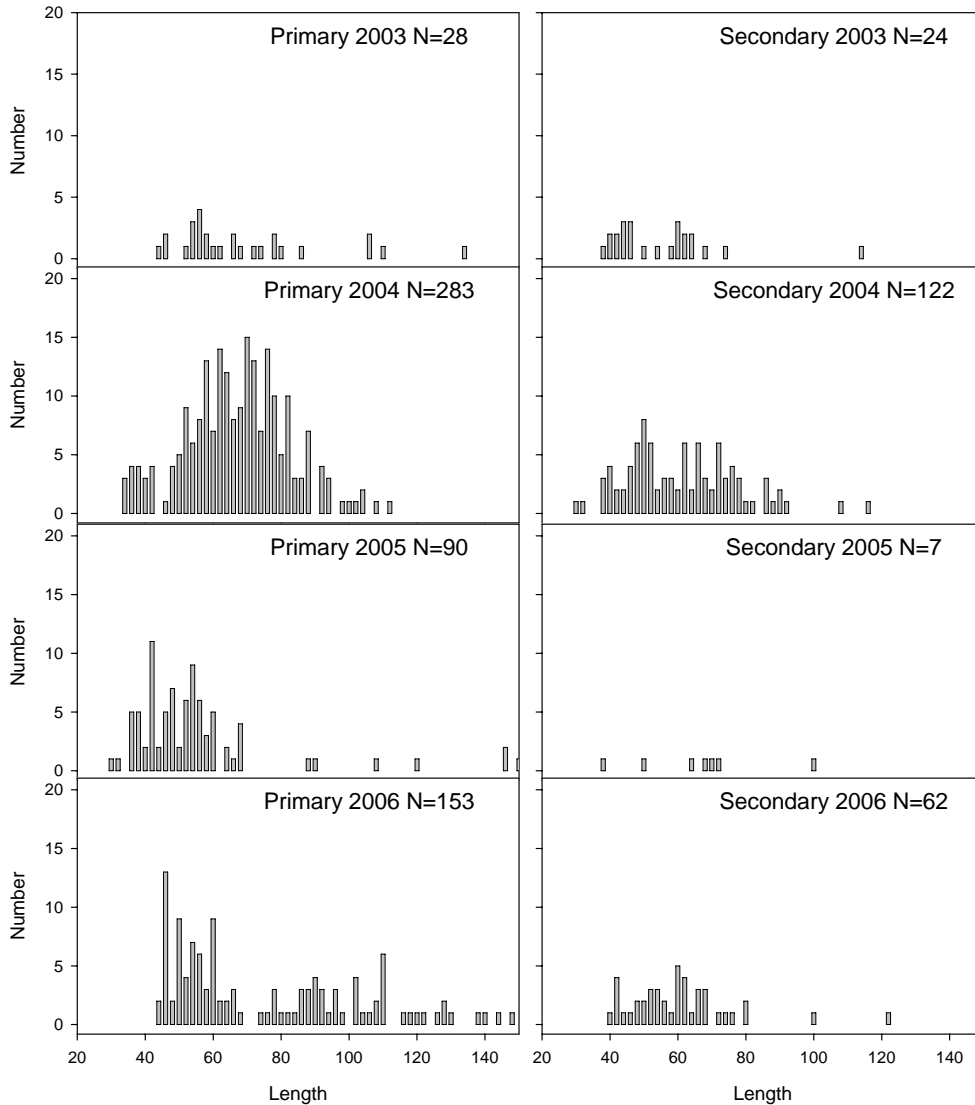 20
15
10
5
0
Number
Primary 2003 N=28
Secondary 2003 N=24
20
15
10
5
0
Number
Primary 2004 N=283
Secondary 2004 N=122
20
15
10
5
0
Number
Primary 2005 N=90
Secondary 2005 N=7
20
15
10
5
0
Number
Primary 2006 N=153
Secondary 2006 N=62
20 40 60 80 100 120 140
20 40 60 80 100 120 140
Length
Length